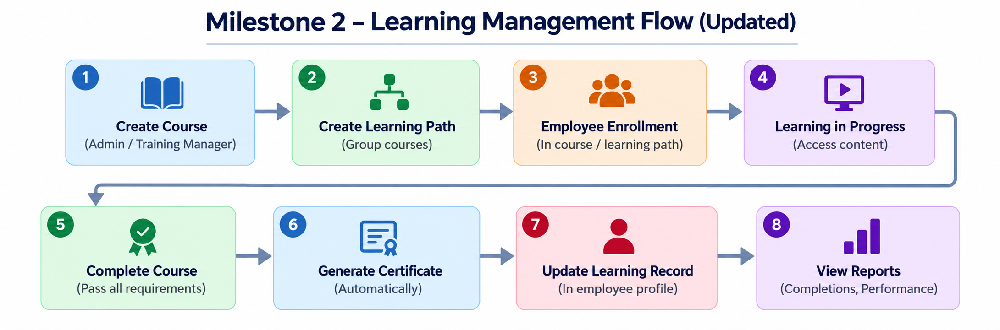 Milestone 2 – Learning Management Flow (Updated)
1
Create Course
(Admin / Training Manager)
2
Create Learning Path
(Group courses)
3
Employee Enrollment
(In course / learning path)
4
Learning in Progress
(Access content)
5
Complete Course
(Pass all requirements)
6
Generate Certificate
(Automatically)
7
Update Learning Record
(In employee profile)
8
View Reports
(Completions, Performance)